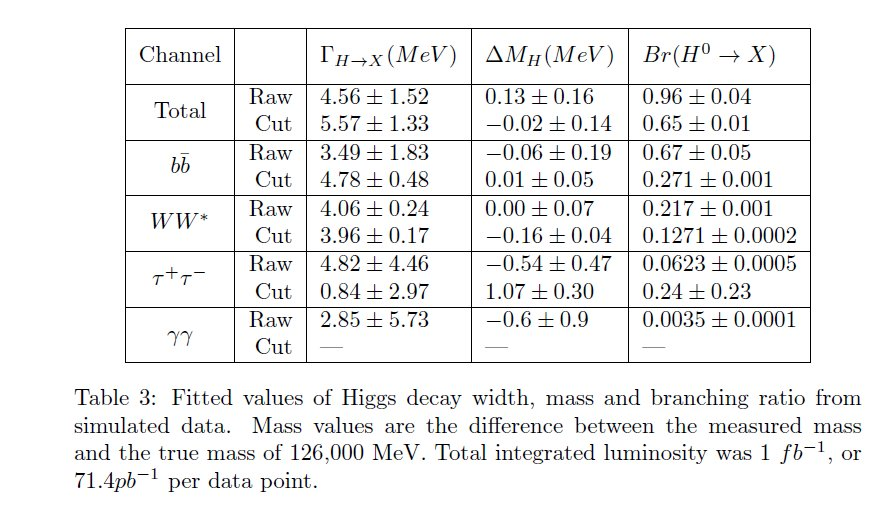 Channel Γ_{H→X}(MeV) ΔM_H(MeV) Br(H⁰ → X)
Total Raw 4.56 ± 1.52 0.13 ± 0.16 0.96 ± 0.04
Cut 5.57 ± 1.33 −0.02 ± 0.14 0.65 ± 0.01
bb̄ Raw 3.49 ± 1.83 −0.06 ± 0.19 0.67 ± 0.05
Cut 4.78 ± 0.48 0.01 ± 0.05 0.271 ± 0.001
WW* Raw 4.06 ± 0.24 0.00 ± 0.07 0.217 ± 0.001
Cut 3.96 ± 0.17 −0.16 ± 0.04 0.1271 ± 0.0002
τ⁺τ⁻ Raw 4.82 ± 4.46 −0.54 ± 0.47 0.0623 ± 0.0005
Cut 0.84 ± 2.97 1.07 ± 0.30 0.24 ± 0.23
γγ Raw 2.85 ± 5.73 −0.6 ± 0.9 0.0035 ± 0.0001
Cut — — —
Table 3: Fitted values of Higgs decay width, mass and branching ratio from
simulated data. Mass values are the difference between the measured mass
and the true mass of 126,000 MeV. Total integrated luminosity was 1 fb⁻¹, or
71.4pb⁻¹ per data point.